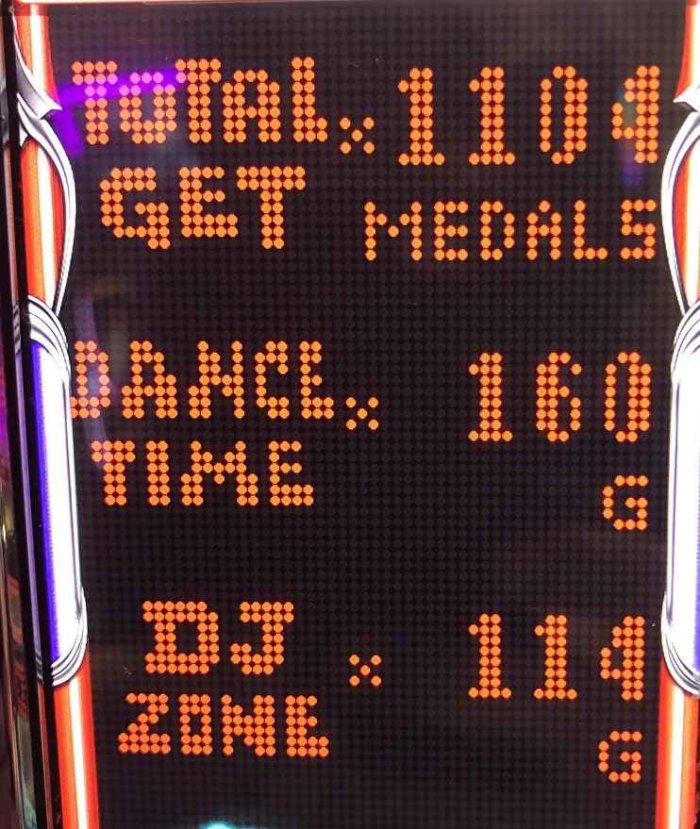 TOTAL × 1104
GET MEDALS
DANCE × 160
TIME G
DJ × 114
ZONE G